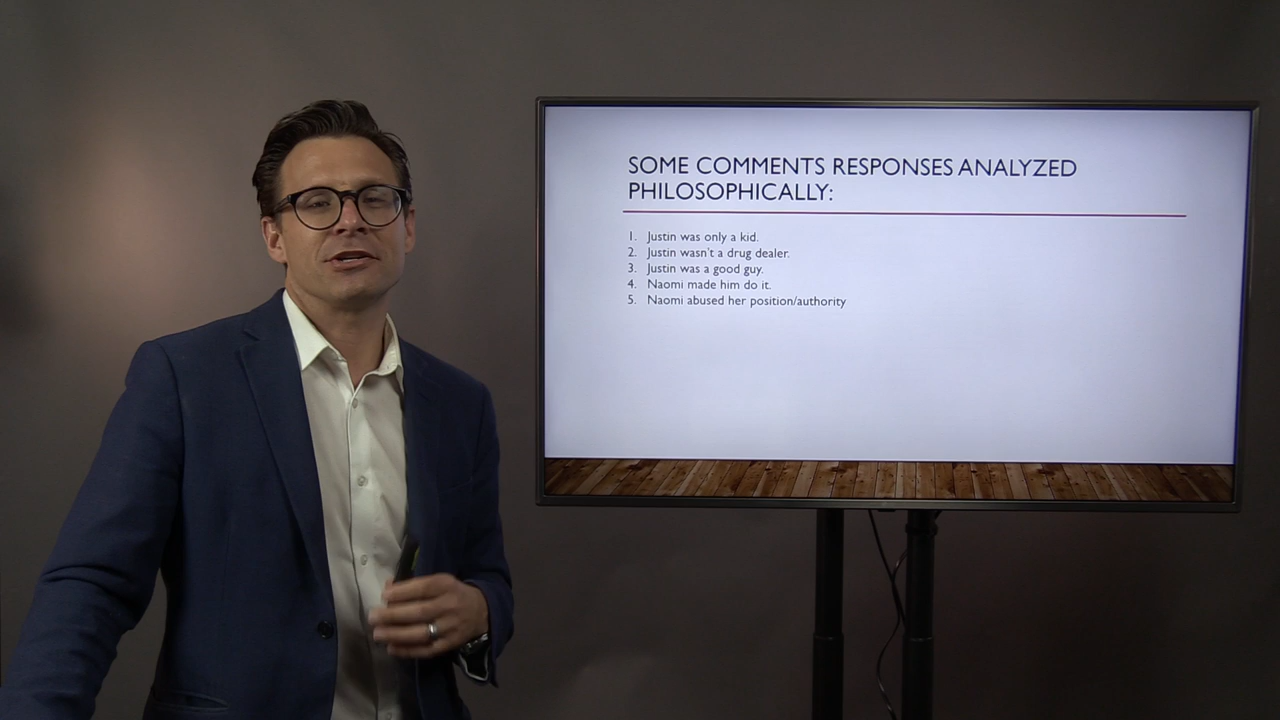 SOME COMMENTS RESPONSES ANALYZED
PHILOSOPHICALLY:
1. Justin was only a kid.
2. Justin wasn't a drug dealer.
3. Justin was a good guy.
4. Naomi made him do it.
5. Naomi abused her position/authority